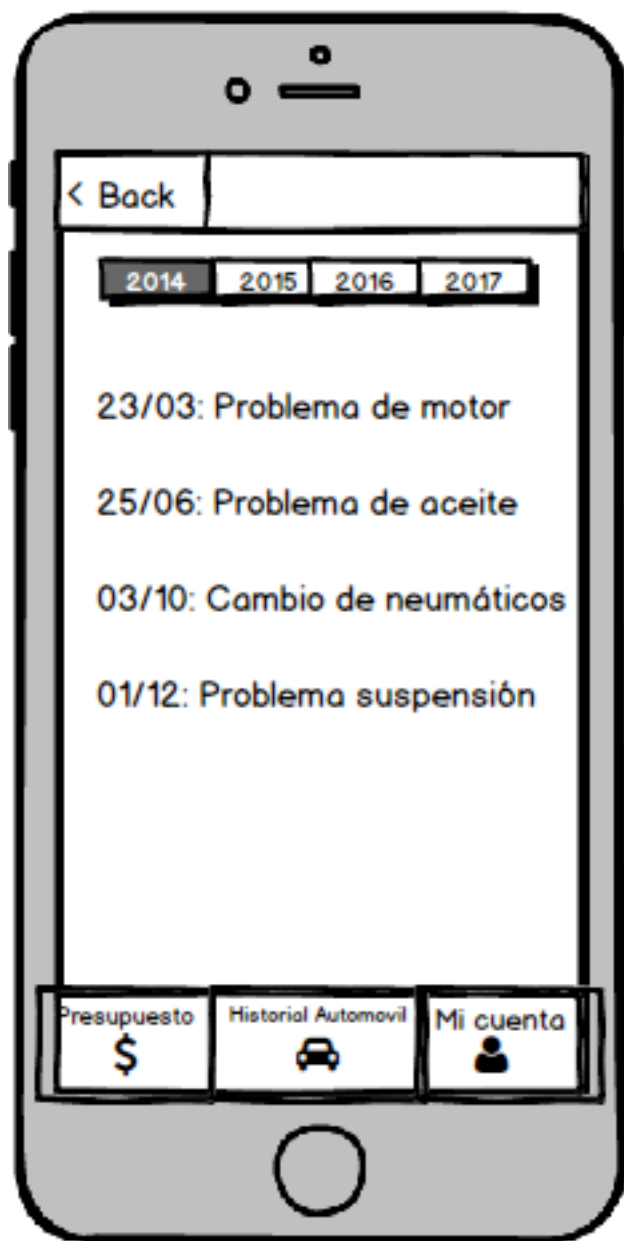 < Back
2014 2015 2016 2017
23/03: Problema de motor
25/06: Problema de aceite
03/10: Cambio de neumáticos
01/12: Problema suspensión
Presupuesto Historial Automovil Mi cuenta
$